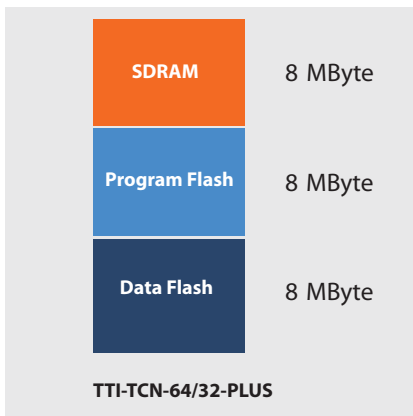 SDRAM 8 MByte
Program Flash 8 MByte
Data Flash 8 MByte
TTI-TCN-64/32-PLUS